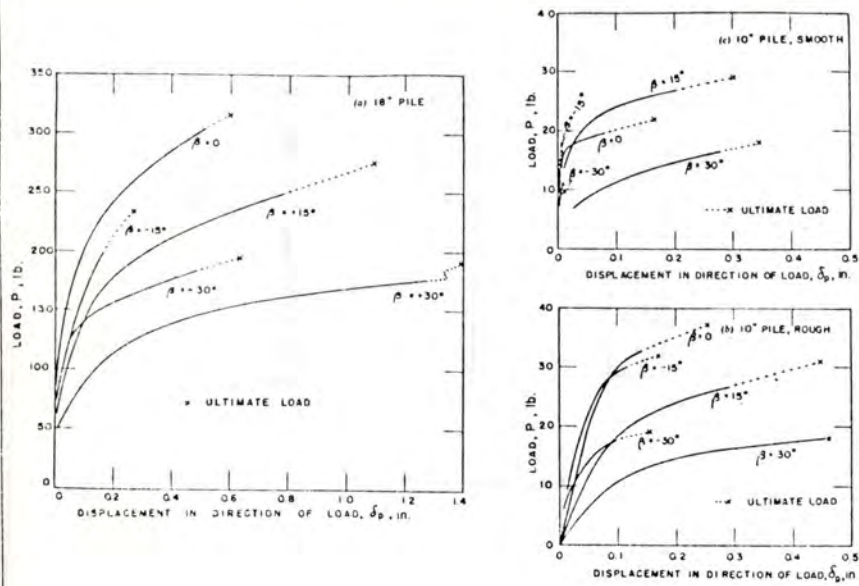 350
300
250
200
150
100
50
0
LOAD, P, lb.
(a) 18" PILE
β = 0
β = -15°
β = +15°
β = -30°
β = +30°
× ULTIMATE LOAD
0 0.2 0.4 0.6 0.8 1.0 1.2 1.4
DISPLACEMENT IN DIRECTION OF LOAD, δp, in.
40
30
20
10
0
LOAD, P, lb.
(c) 10" PILE, SMOOTH
β = -15°
β = 15°
β = 0
β = -30°
β = 30°
····× ULTIMATE LOAD
0 0.1 0.2 0.3 0.4 0.5
DISPLACEMENT IN DIRECTION OF LOAD, δp, in.
40
30
20
10
0
LOAD, P, lb.
(b) 10" PILE, ROUGH
β = 0
β = -15°
β = 15°
β = -30°
β = 30°
····× ULTIMATE LOAD
0 0.1 0.2 0.3 0.4 0.5
DISPLACEMENT IN DIRECTION OF LOAD, δp, in